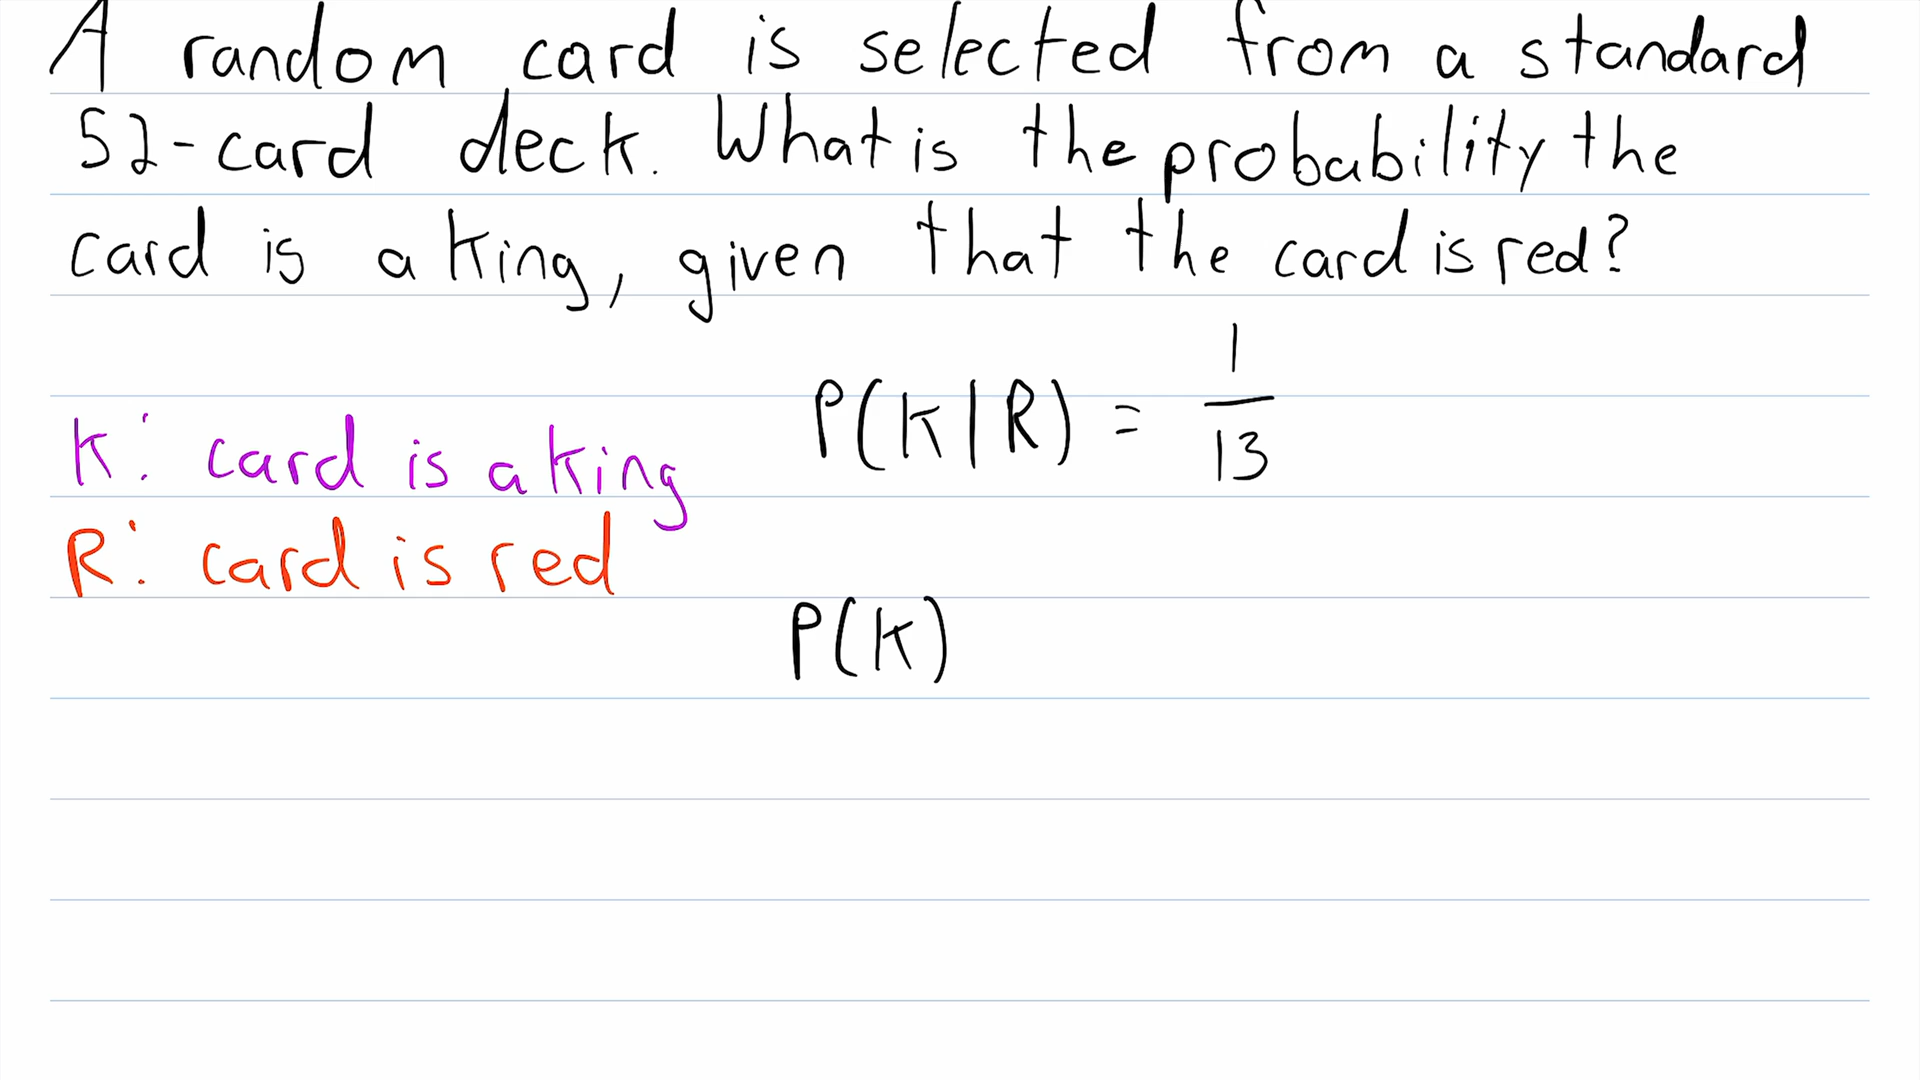 A random card is selected from a standard
52-card deck. What is the probability the
card is a king, given that the card is red?
P(K|R) = 1/13
K: card is a king
R: card is red
P(K)